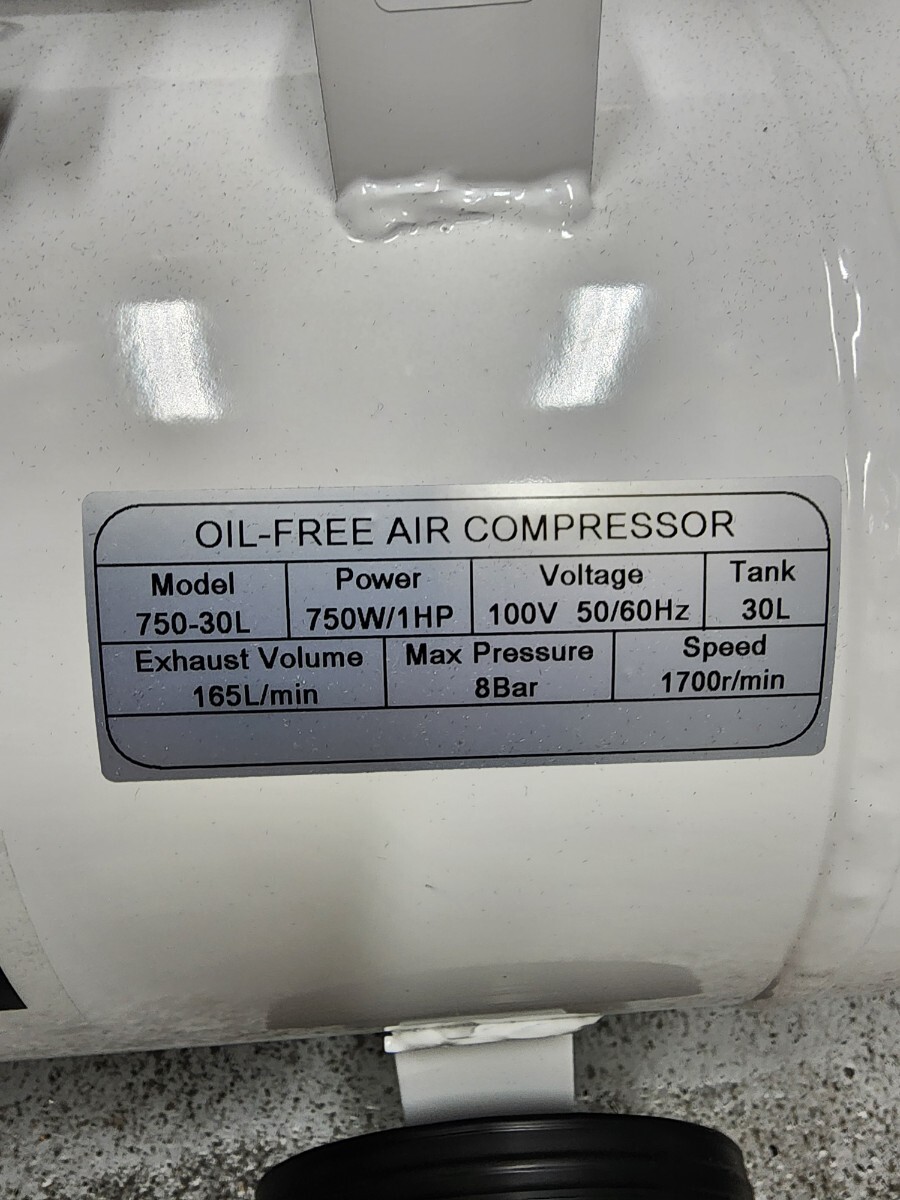 OIL-FREE AIR COMPRESSOR
Model Power Voltage Tank
750-30L 750W/1HP 100V 50/60Hz 30L
Exhaust Volume Max Pressure Speed
165L/min 8Bar 1700r/min